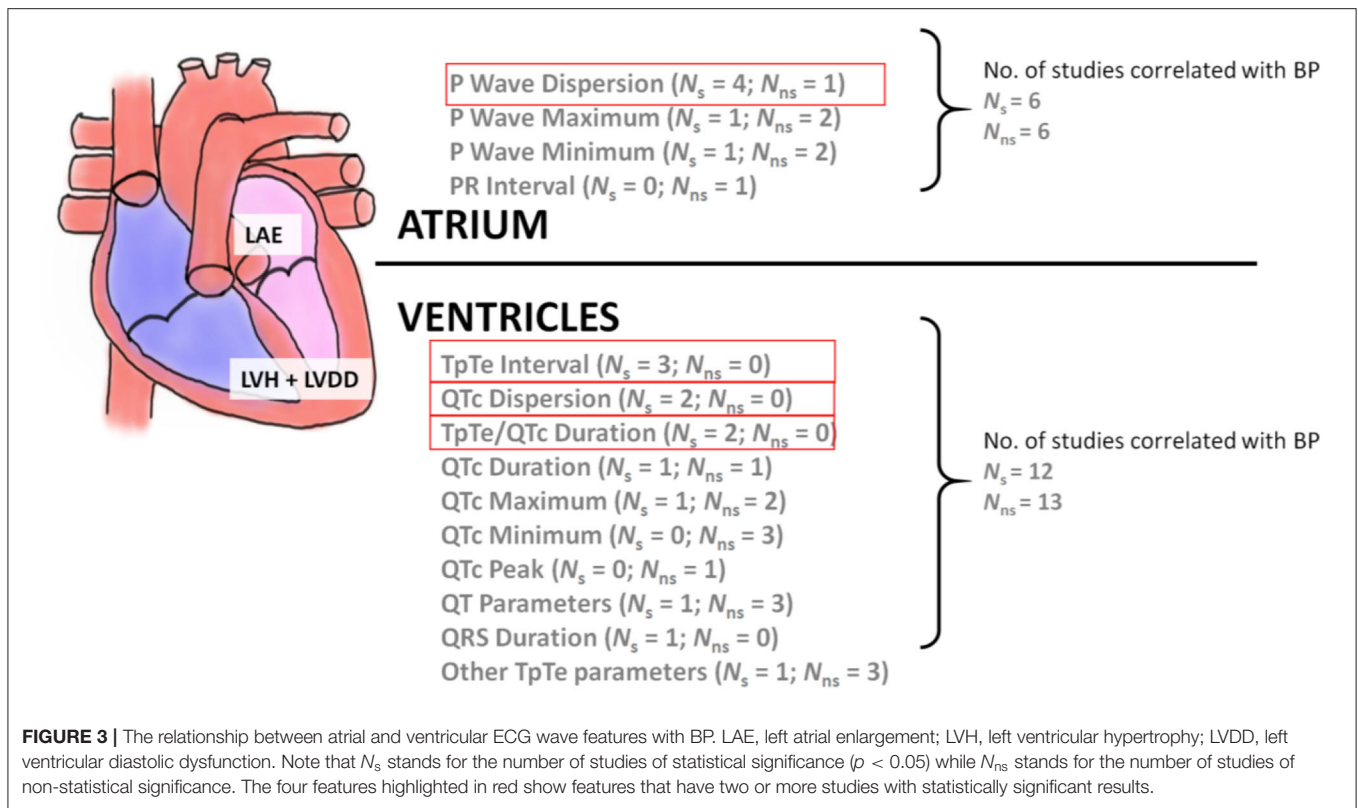 P Wave Dispersion (Ns = 4; Nns = 1)
P Wave Maximum (Ns = 1; Nns = 2)
P Wave Minimum (Ns = 1; Nns = 2)
PR Interval (Ns = 0; Nns = 1)
No. of studies correlated with BP
Ns = 6
Nns = 6
LAE
ATRIUM
VENTRICLES
LVH + LVDD
TpTe Interval (Ns = 3; Nns = 0)
QTc Dispersion (Ns = 2; Nns = 0)
TpTe/QTc Duration (Ns = 2; Nns = 0)
QTc Duration (Ns = 1; Nns = 1)
QTc Maximum (Ns = 1; Nns = 2)
QTc Minimum (Ns = 0; Nns = 3)
QTc Peak (Ns = 0; Nns = 1)
QT Parameters (Ns = 1; Nns = 3)
QRS Duration (Ns = 1; Nns = 0)
Other TpTe parameters (Ns = 1; Nns = 3)
No. of studies correlated with BP
Ns = 12
Nns = 13
FIGURE 3 | The relationship between atrial and ventricular ECG wave features with BP. LAE, left atrial enlargement; LVH, left ventricular hypertrophy; LVDD, left
ventricular diastolic dysfunction. Note that Ns stands for the number of studies of statistical significance (p < 0.05) while Nns stands for the number of studies of
non-statistical significance. The four features highlighted in red show features that have two or more studies with statistically significant results.